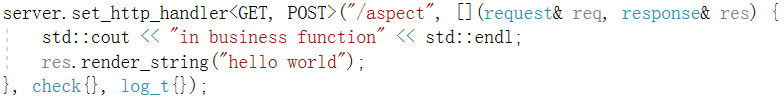 server.set_http_handler<GET, POST>("/aspect", [](request& req, response& res) {
    std::cout << "in business function" << std::endl;
    res.render_string("hello world");
}, check{}, log_t{});